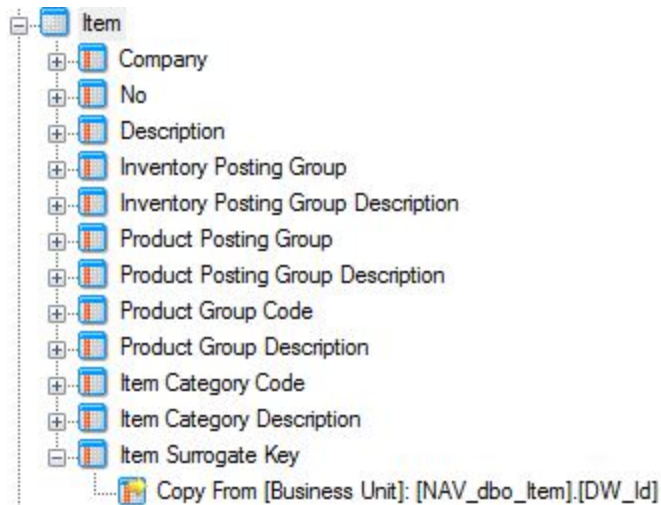 Item
Company
No
Description
Inventory Posting Group
Inventory Posting Group Description
Product Posting Group
Product Posting Group Description
Product Group Code
Product Group Description
Item Category Code
Item Category Description
Item Surrogate Key
Copy From [Business Unit]: [NAV_dbo_Item].[DW_Id]